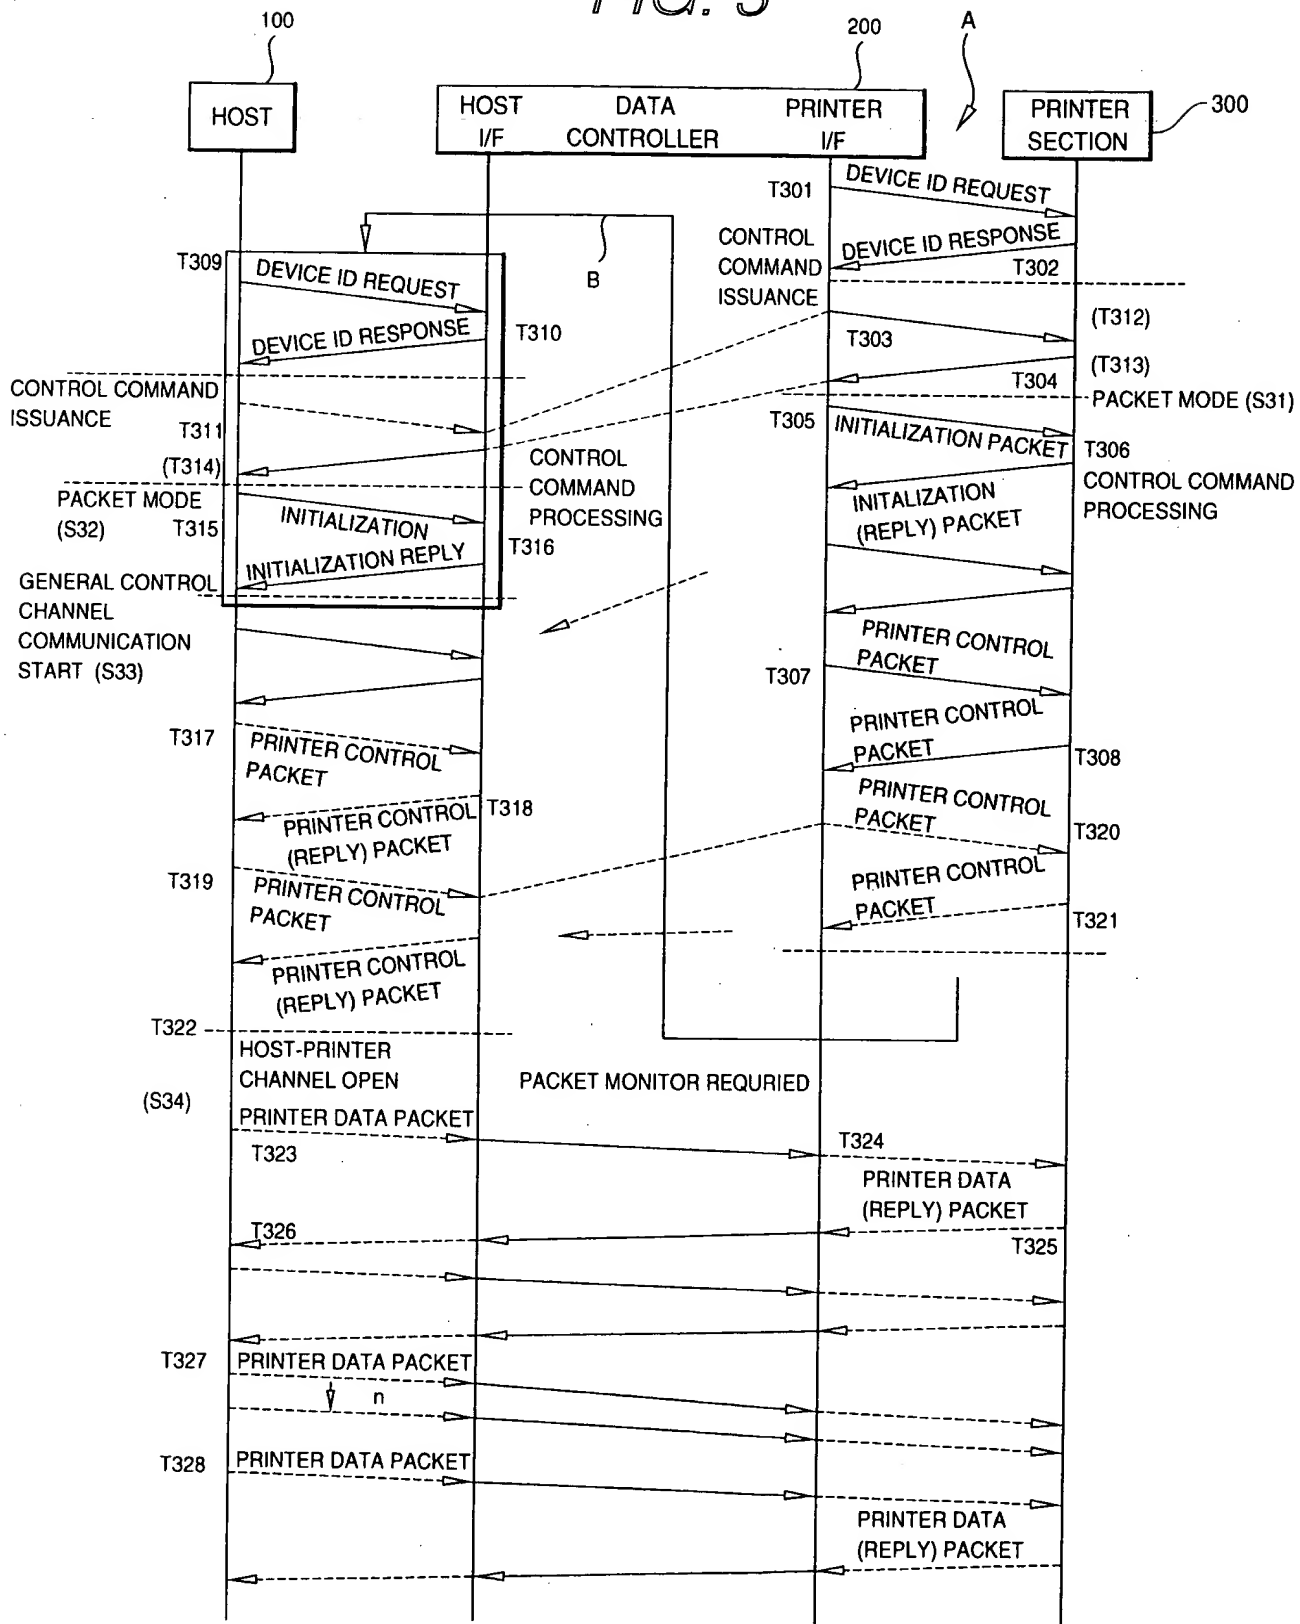 FIG. 3
100
200
A
HOST
HOST I/F
DATA CONTROLLER
PRINTER I/F
PRINTER SECTION
300
T301
DEVICE ID REQUEST
CONTROL COMMAND ISSUANCE
DEVICE ID RESPONSE
T302
B
T309
DEVICE ID REQUEST
DEVICE ID RESPONSE
T310
T303
(T312)
(T313)
T304
PACKET MODE (S31)
CONTROL COMMAND
ISSUANCE
T311
(T314)
T305
INITIALIZATION PACKET
T306
CONTROL COMMAND
PROCESSING
CONTROL
COMMAND
PROCESSING
PACKET MODE
(S32)
T315
INITIALIZATION
INITALIZATION
(REPLY) PACKET
T316
INITIALIZATION REPLY
GENERAL CONTROL
CHANNEL
COMMUNICATION
START (S33)
PRINTER CONTROL
PACKET
T307
PRINTER CONTROL
PACKET
T308
T317
PRINTER CONTROL
PACKET
T318
PRINTER CONTROL
(REPLY) PACKET
PRINTER CONTROL
PACKET
T320
T319
PRINTER CONTROL
PACKET
PRINTER CONTROL
PACKET
T321
PRINTER CONTROL
(REPLY) PACKET
T322
HOST-PRINTER
CHANNEL OPEN
PACKET MONITOR REQURIED
(S34)
PRINTER DATA PACKET
T323
T324
PRINTER DATA
(REPLY) PACKET
T325
T326
T327
PRINTER DATA PACKET
n
T328
PRINTER DATA PACKET
PRINTER DATA
(REPLY) PACKET